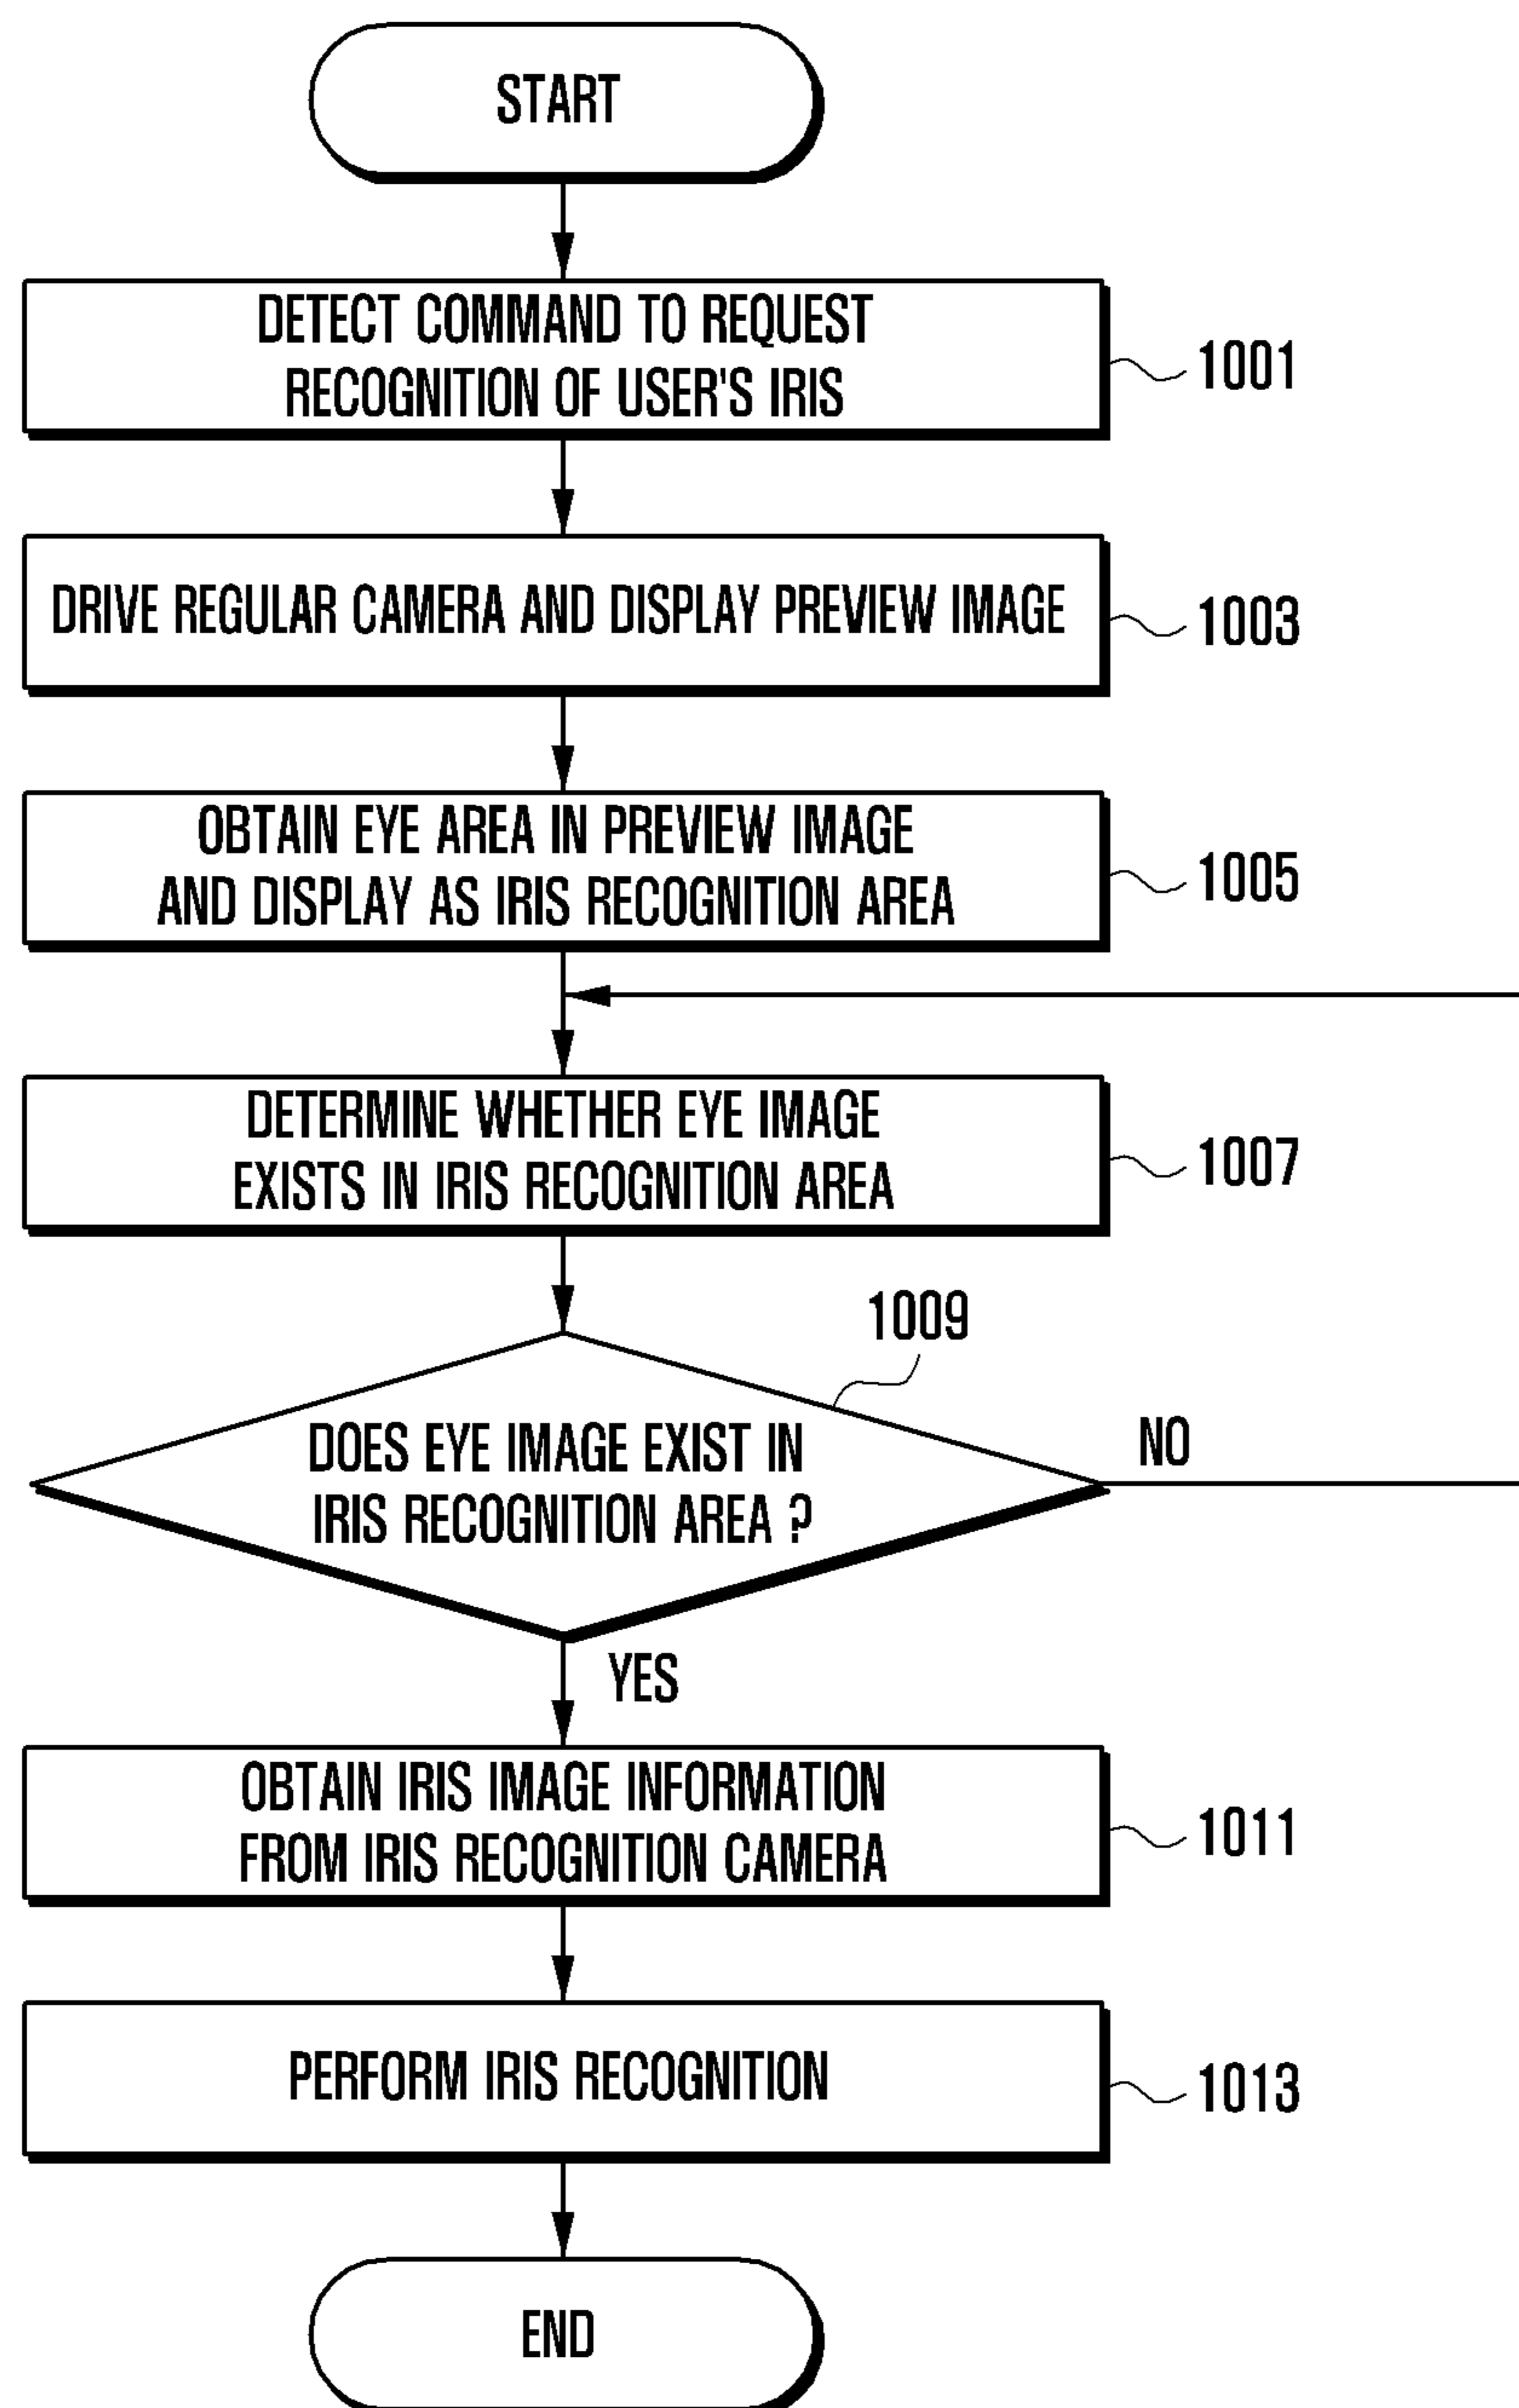 START
DETECT COMMAND TO REQUEST
RECOGNITION OF USER'S IRIS
1001
DRIVE REGULAR CAMERA AND DISPLAY PREVIEW IMAGE
1003
OBTAIN EYE AREA IN PREVIEW IMAGE
AND DISPLAY AS IRIS RECOGNITION AREA
1005
DETERMINE WHETHER EYE IMAGE
EXISTS IN IRIS RECOGNITION AREA
1007
1009
DOES EYE IMAGE EXIST IN
IRIS RECOGNITION AREA ?
NO
YES
OBTAIN IRIS IMAGE INFORMATION
FROM IRIS RECOGNITION CAMERA
1011
PERFORM IRIS RECOGNITION
1013
END